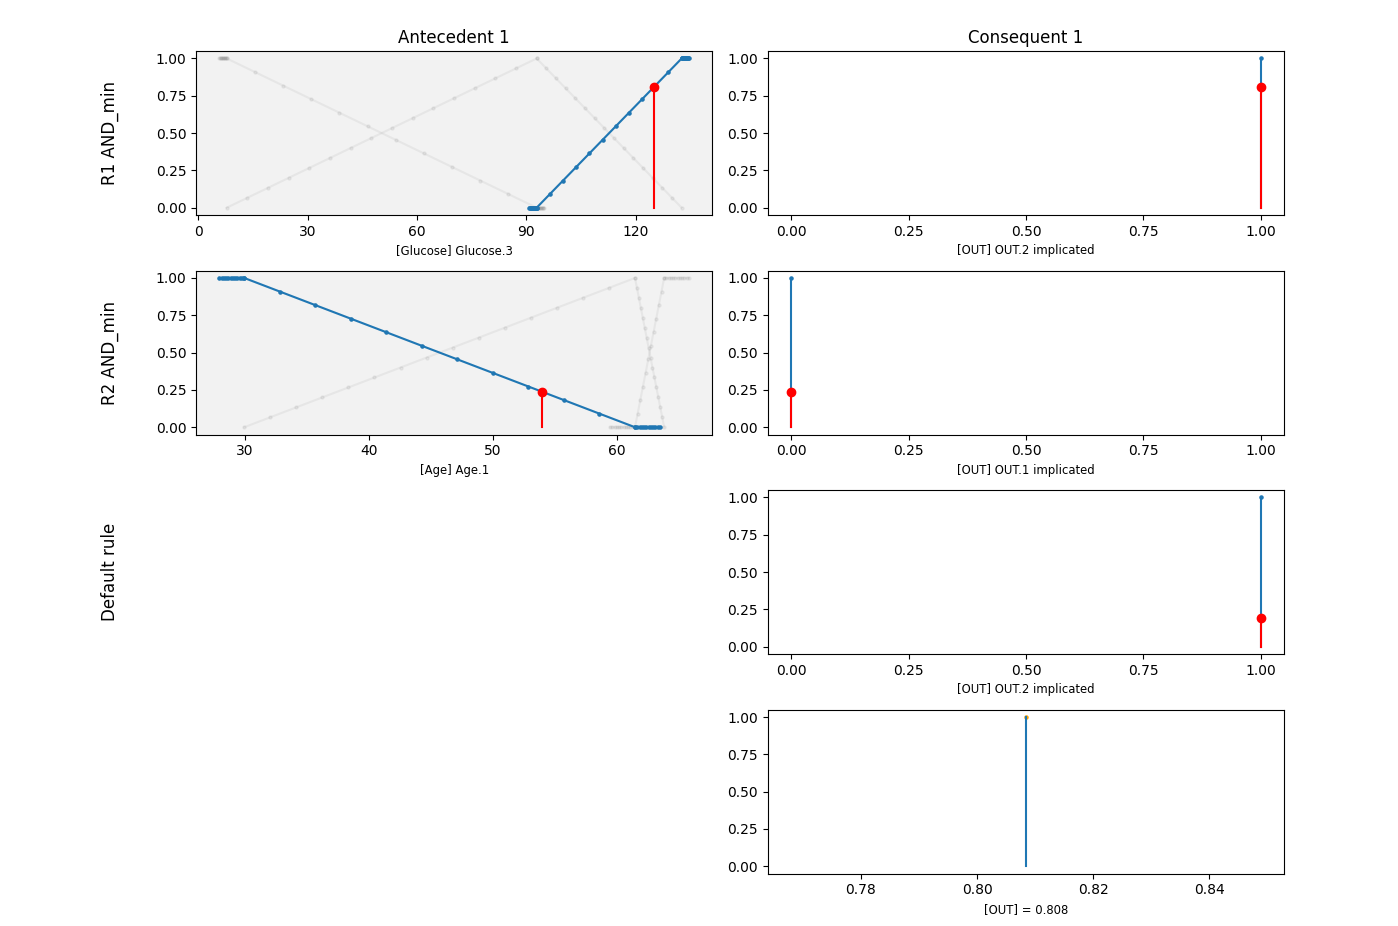 Antecedent 1
Consequent 1
R1 AND_min
1.00
0.75
0.50
0.25
0.00
0 30 60 90 120
[Glucose] Glucose.3
1.00
0.75
0.50
0.25
0.00
0.00 0.25 0.50 0.75 1.00
[OUT] OUT.2 implicated
R2 AND_min
1.00
0.75
0.50
0.25
0.00
30 40 50 60
[Age] Age.1
1.00
0.75
0.50
0.25
0.00
0.00 0.25 0.50 0.75 1.00
[OUT] OUT.1 implicated
Default rule
1.00
0.75
0.50
0.25
0.00
0.00 0.25 0.50 0.75 1.00
[OUT] OUT.2 implicated
1.00
0.75
0.50
0.25
0.00
0.78 0.80 0.82 0.84
[OUT] = 0.808